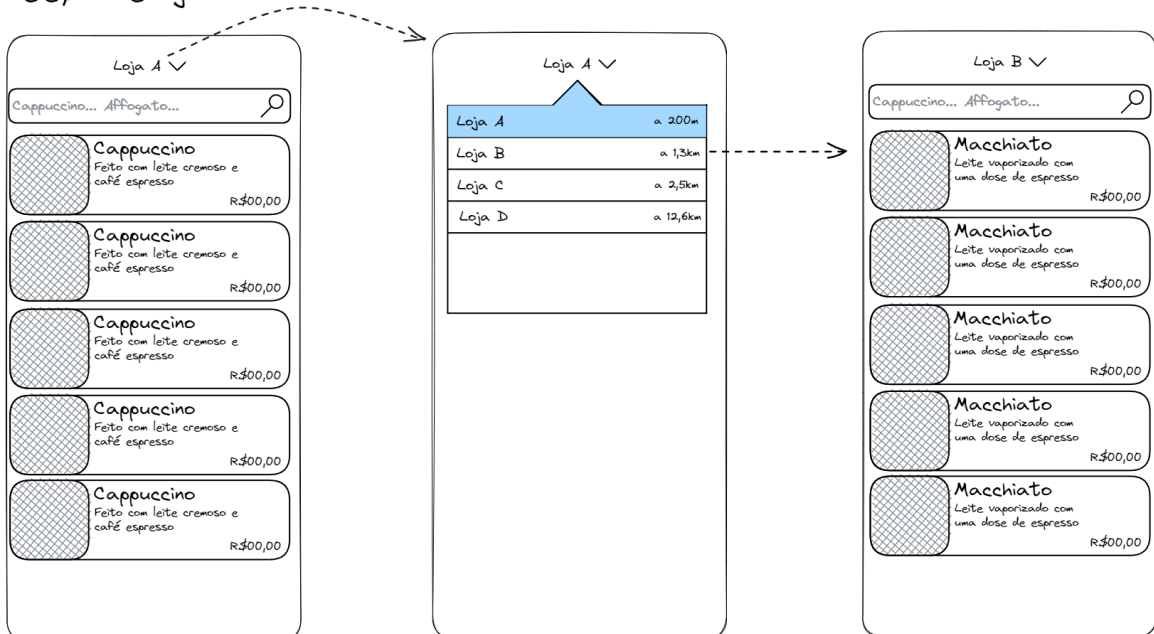 Loja A
Cappuccino... Affogato...
Cappuccino
Feito com leite cremoso e
café espresso
R$00,00
Cappuccino
Feito com leite cremoso e
café espresso
R$00,00
Cappuccino
Feito com leite cremoso e
café espresso
R$00,00
Cappuccino
Feito com leite cremoso e
café espresso
R$00,00
Cappuccino
Feito com leite cremoso e
café espresso
R$00,00
Loja A
Loja A a 200m
Loja B a 1,3km
Loja C a 2,5km
Loja D a 12,6km
Loja B
Cappuccino... Affogato...
Macchiato
Leite vaporizado com
uma dose de espresso
R$00,00
Macchiato
Leite vaporizado com
uma dose de espresso
R$00,00
Macchiato
Leite vaporizado com
uma dose de espresso
R$00,00
Macchiato
Leite vaporizado com
uma dose de espresso
R$00,00
Macchiato
Leite vaporizado com
uma dose de espresso
R$00,00